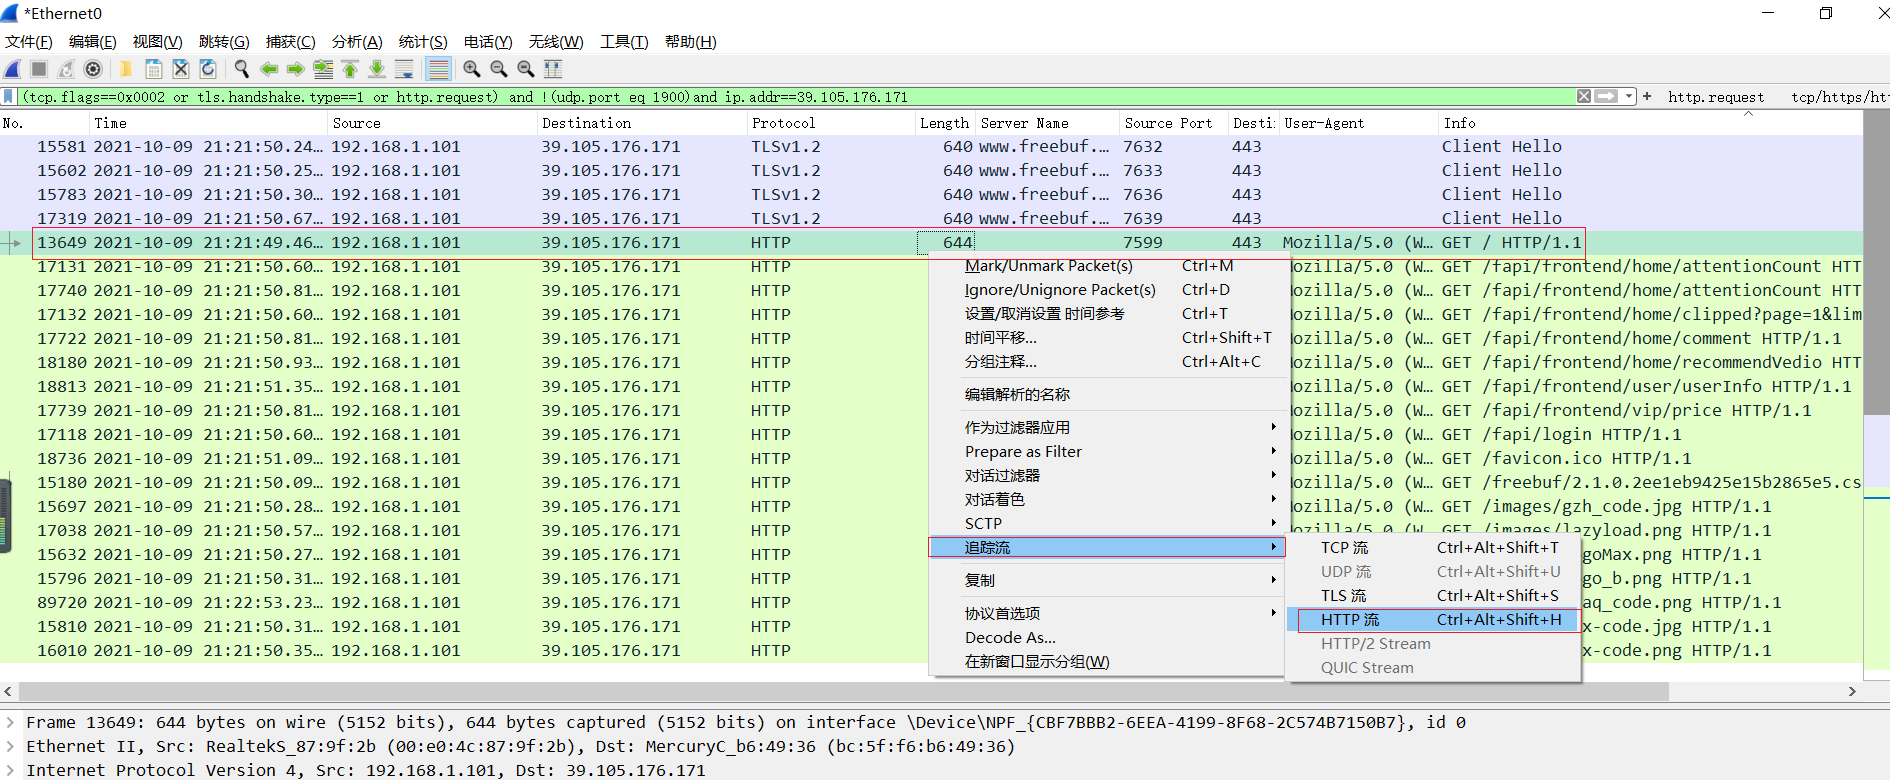 *Ethernet0
文件(F) 编辑(E) 视图(V) 跳转(G) 捕获(C) 分析(A) 统计(S) 电话(Y) 无线(W) 工具(T) 帮助(H)
(tcp.flags==0x0002 or tls.handshake.type==1 or http.request) and !(udp.port eq 1900)and ip.addr==39.105.176.171 + http.request tcp/https/ht
No. Time Source Destination Protocol Length Server Name Source Port Desti: User-Agent Info
15581 2021-10-09 21:21:50.24… 192.168.1.101 39.105.176.171 TLSv1.2 640 www.freebuf.… 7632 443 Client Hello
15602 2021-10-09 21:21:50.25… 192.168.1.101 39.105.176.171 TLSv1.2 640 www.freebuf.… 7633 443 Client Hello
15783 2021-10-09 21:21:50.30… 192.168.1.101 39.105.176.171 TLSv1.2 640 www.freebuf.… 7636 443 Client Hello
17319 2021-10-09 21:21:50.67… 192.168.1.101 39.105.176.171 TLSv1.2 640 www.freebuf.… 7639 443 Client Hello
13649 2021-10-09 21:21:49.46… 192.168.1.101 39.105.176.171 HTTP 644 7599 443 Mozilla/5.0 (W… GET / HTTP/1.1
17131 2021-10-09 21:21:50.60… 192.168.1.101 39.105.176.171 HTTP Mark/Unmark Packet(s) Ctrl+M ozilla/5.0 (W… GET /fapi/frontend/home/attentionCount HTT
17740 2021-10-09 21:21:50.81… 192.168.1.101 39.105.176.171 HTTP Ignore/Unignore Packet(s) Ctrl+D ozilla/5.0 (W… GET /fapi/frontend/home/attentionCount HTT
17132 2021-10-09 21:21:50.60… 192.168.1.101 39.105.176.171 HTTP 设置/取消设置 时间参考 Ctrl+T ozilla/5.0 (W… GET /fapi/frontend/home/clipped?page=1&lim
17722 2021-10-09 21:21:50.81… 192.168.1.101 39.105.176.171 HTTP 时间平移... Ctrl+Shift+T ozilla/5.0 (W… GET /fapi/frontend/home/comment HTTP/1.1
18180 2021-10-09 21:21:50.93… 192.168.1.101 39.105.176.171 HTTP 分组注释... Ctrl+Alt+C ozilla/5.0 (W… GET /fapi/frontend/home/recommendVedio HTT
18813 2021-10-09 21:21:51.35… 192.168.1.101 39.105.176.171 HTTP 编辑解析的名称 ozilla/5.0 (W… GET /fapi/frontend/user/userInfo HTTP/1.1
17739 2021-10-09 21:21:50.81… 192.168.1.101 39.105.176.171 HTTP ozilla/5.0 (W… GET /fapi/frontend/vip/price HTTP/1.1
17118 2021-10-09 21:21:50.60… 192.168.1.101 39.105.176.171 HTTP 作为过滤器应用 ozilla/5.0 (W… GET /fapi/login HTTP/1.1
18736 2021-10-09 21:21:51.09… 192.168.1.101 39.105.176.171 HTTP Prepare as Filter ozilla/5.0 (W… GET /favicon.ico HTTP/1.1
15180 2021-10-09 21:21:50.09… 192.168.1.101 39.105.176.171 HTTP 对话过滤器 ozilla/5.0 (W… GET /freebuf/2.1.0.2ee1eb9425e15b2865e5.cs
15697 2021-10-09 21:21:50.28… 192.168.1.101 39.105.176.171 HTTP 对话着色 ozilla/5.0 (W… GET /images/gzh_code.jpg HTTP/1.1
17038 2021-10-09 21:21:50.57… 192.168.1.101 39.105.176.171 HTTP SCTP ozilla/5.0 (W… GET /images/lazyload.png HTTP/1.1
15632 2021-10-09 21:21:50.27… 192.168.1.101 39.105.176.171 HTTP 追踪流 TCP 流 Ctrl+Alt+Shift+T goMax.png HTTP/1.1
15796 2021-10-09 21:21:50.31… 192.168.1.101 39.105.176.171 HTTP 复制 UDP 流 Ctrl+Alt+Shift+U go_b.png HTTP/1.1
89720 2021-10-09 21:22:53.23… 192.168.1.101 39.105.176.171 HTTP 协议首选项 TLS 流 Ctrl+Alt+Shift+S aq_code.png HTTP/1.1
15810 2021-10-09 21:21:50.31… 192.168.1.101 39.105.176.171 HTTP Decode As... HTTP 流 Ctrl+Alt+Shift+H x-code.jpg HTTP/1.1
16010 2021-10-09 21:21:50.35… 192.168.1.101 39.105.176.171 HTTP 在新窗口显示分组(W) HTTP/2 Stream x-code.png HTTP/1.1
QUIC Stream
Frame 13649: 644 bytes on wire (5152 bits), 644 bytes captured (5152 bits) on interface \Device\NPF_{CBF7BBB2-6EEA-4199-8F68-2C574B7150B7}, id 0
Ethernet II, Src: RealtekS_87:9f:2b (00:e0:4c:87:9f:2b), Dst: MercuryC_b6:49:36 (bc:5f:f6:b6:49:36)
Internet Protocol Version 4, Src: 192.168.1.101, Dst: 39.105.176.171